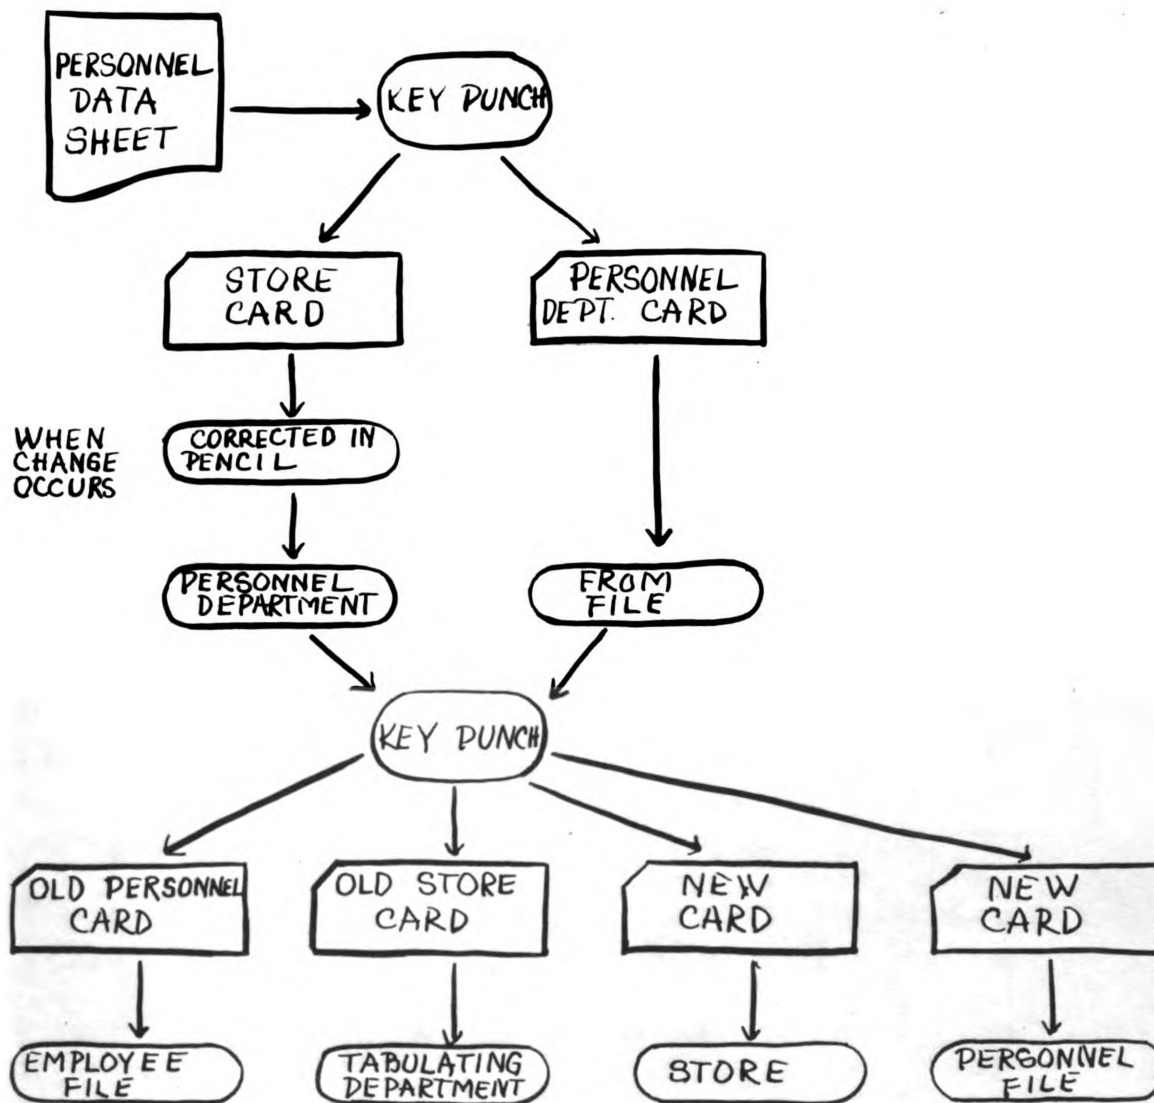 PERSONNEL
DATA
SHEET
KEY PUNCH
STORE
CARD
PERSONNEL
DEPT. CARD
WHEN
CHANGE
OCCURS
CORRECTED IN
PENCIL
PERSONNEL
DEPARTMENT
FROM
FILE
KEY PUNCH
OLD PERSONNEL
CARD
OLD STORE
CARD
NEW
CARD
NEW
CARD
EMPLOYEE
FILE
TABULATING
DEPARTMENT
STORE
PERSONNEL
FILE